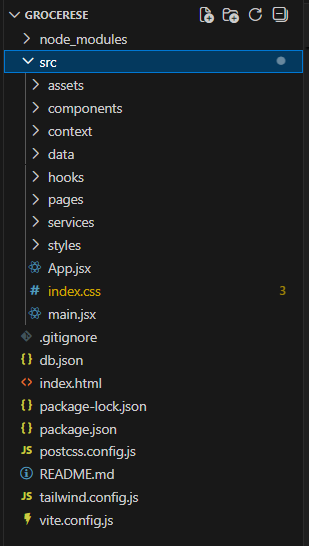 GROCERESE
node_modules
src
assets
components
context
data
hooks
pages
services
styles
App.jsx
# index.css 3
main.jsx
.gitignore
{} db.json
<> index.html
{} package-lock.json
{} package.json
JS postcss.config.js
README.md
JS tailwind.config.js
vite.config.js